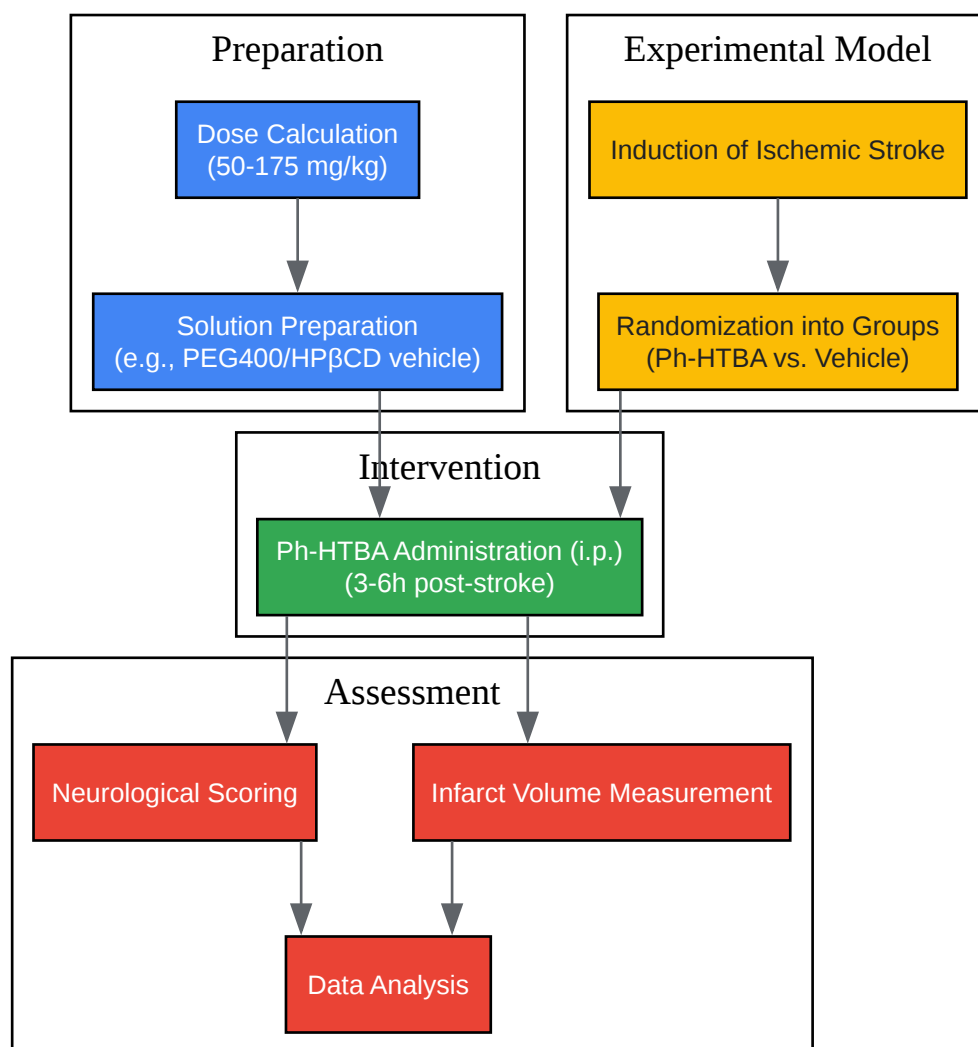 Preparation
Dose Calculation
(50-175 mg/kg)
Solution Preparation
(e.g., PEG400/HPβCD vehicle)
Experimental Model
Induction of Ischemic Stroke
Randomization into Groups
(Ph-HTBA vs. Vehicle)
Intervention
Ph-HTBA Administration (i.p.)
(3-6h post-stroke)
Assessment
Neurological Scoring
Infarct Volume Measurement
Data Analysis